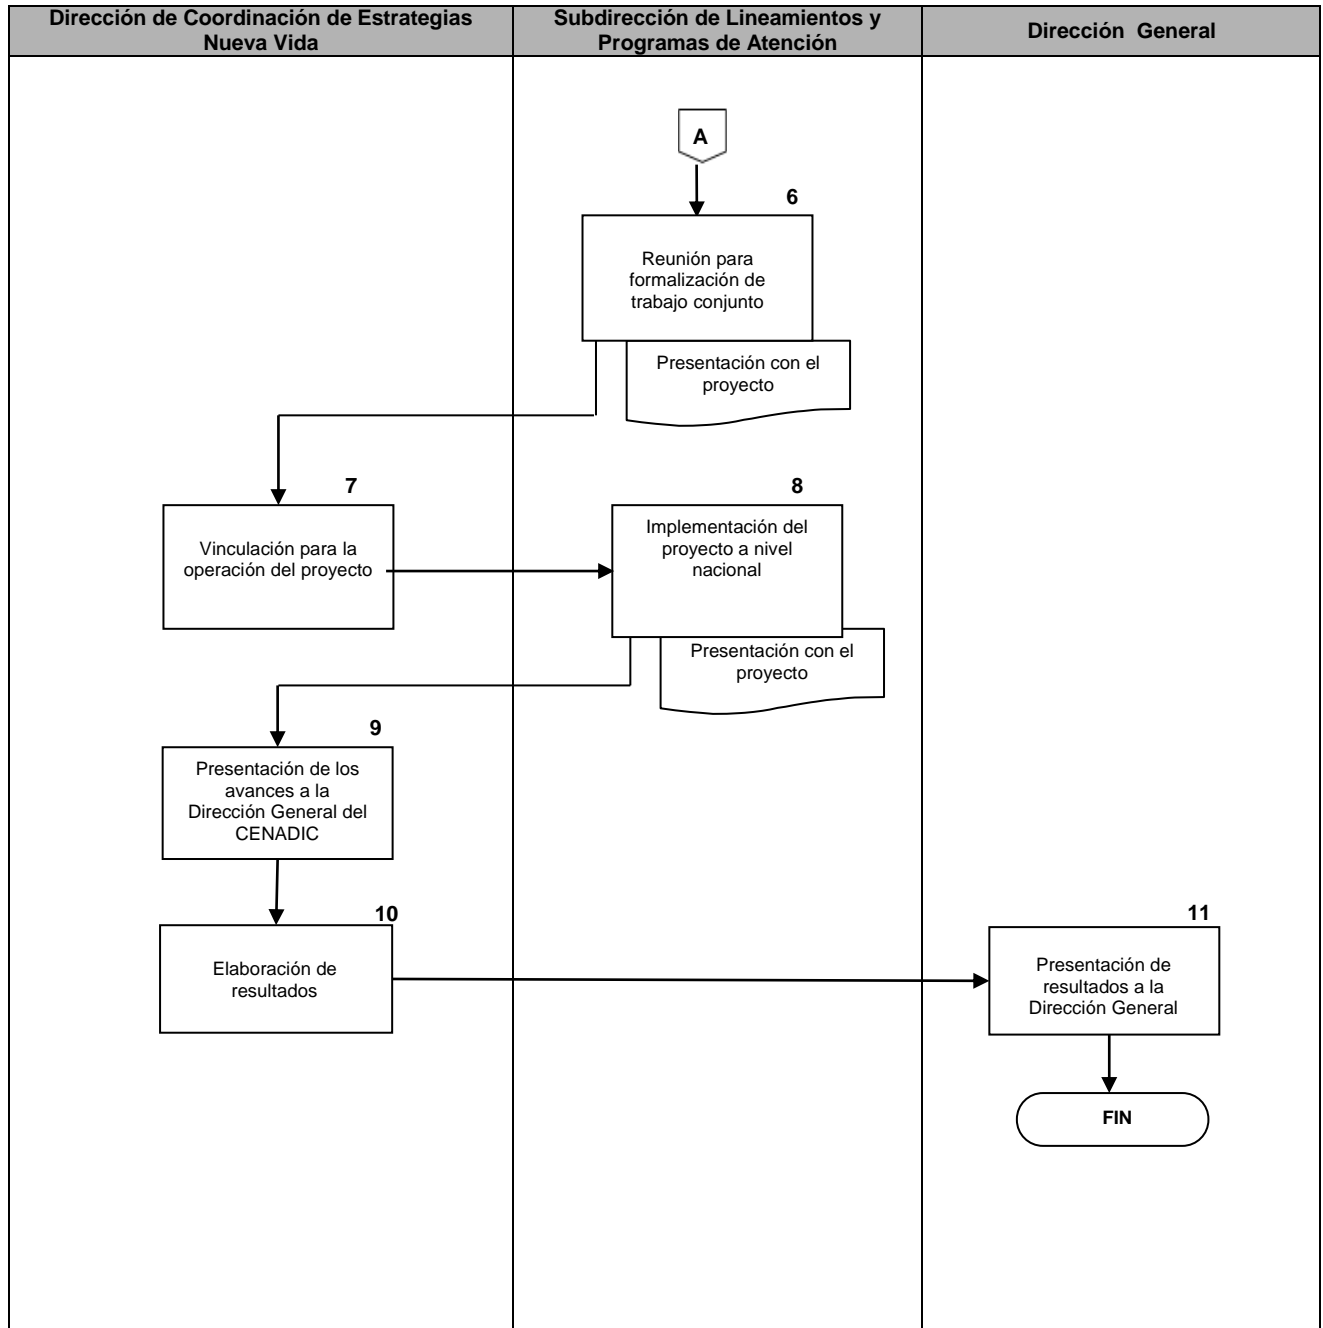 Dirección de Coordinación de Estrategias
Nueva Vida
Subdirección de Lineamientos y
Programas de Atención
Dirección General
A
6
Reunión para
formalización de
trabajo conjunto
Presentación con el
proyecto
7
Vinculación para la
operación del proyecto
8
Implementación del
proyecto a nivel
nacional
Presentación con el
proyecto
9
Presentación de los
avances a la
Dirección General del
CENADIC
10
Elaboración de
resultados
11
Presentación de
resultados a la
Dirección General
FIN